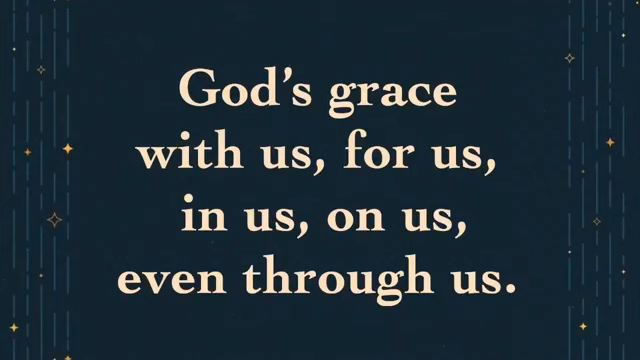 God's grace
with us, for us,
in us, on us,
even through us.